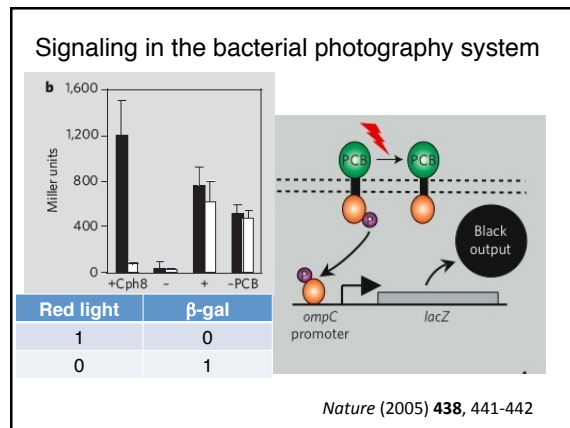 Signaling in the bacterial photography system
b
1,600
1,200
800
400
0
Miller units
+Cph8 – + –PCB
PCB PCB
P
P
Black
output
ompC
promoter
lacZ
Red light β-gal
1 0
0 1
Nature (2005) 438, 441-442